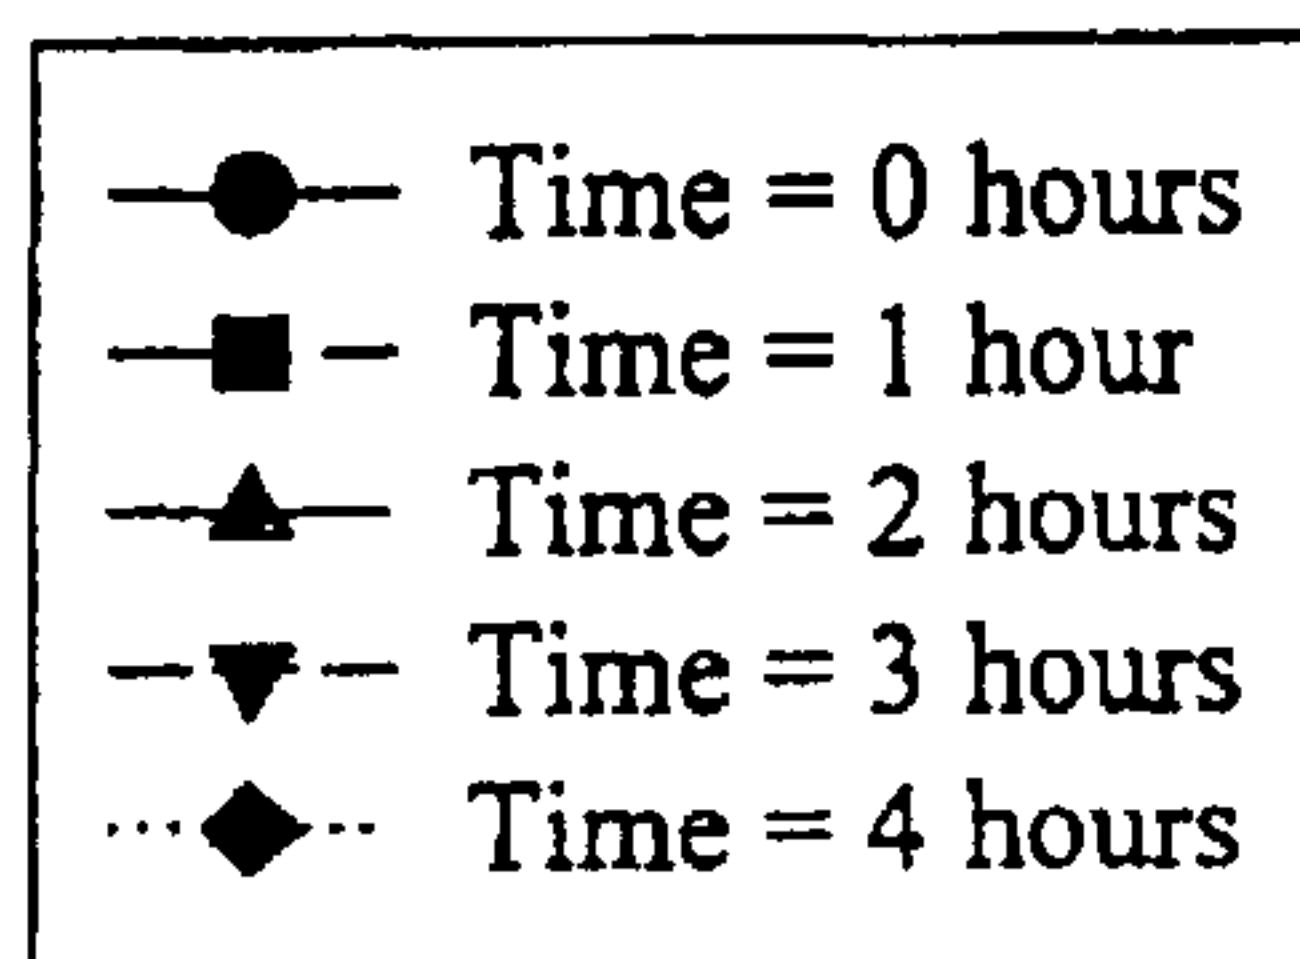 Time = 0 hours
Time = 1 hour
Time = 2 hours
Time = 3 hours
Time = 4 hours